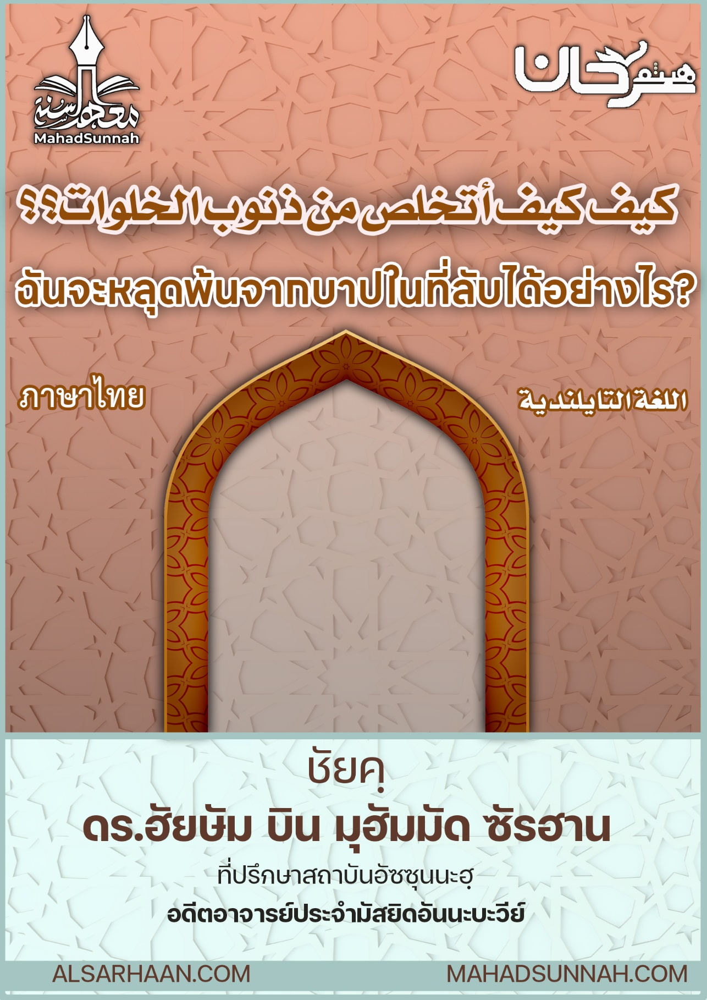 معهد السنة
MahadSunnah
هيثم سرحان
كيف كيف أتخلص من ذنوب الخلوات؟؟
ฉันจะหลุดพ้นจากบาปในที่ลับได้อย่างไร?
ภาษาไทย
اللغة التايلندية
ชัยคฺ
ดร.ฮัยษัม บิน มุฮัมมัด ซัรฮาน
ที่ปรึกษาสถาบันอัซซุนนะฮฺ
อดีตอาจารย์ประจำมัสยิดอันนะบะวีย์
ALSARHAAN.COM
MAHADSUNNAH.COM